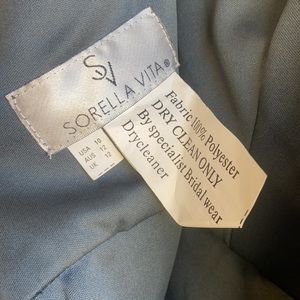 SV
SORELLA VITA®
USA 10
AUS 12
UK 12
Fabric 100% Polyester
DRY CLEAN ONLY
By specialist Bridal wear
Drycleaner